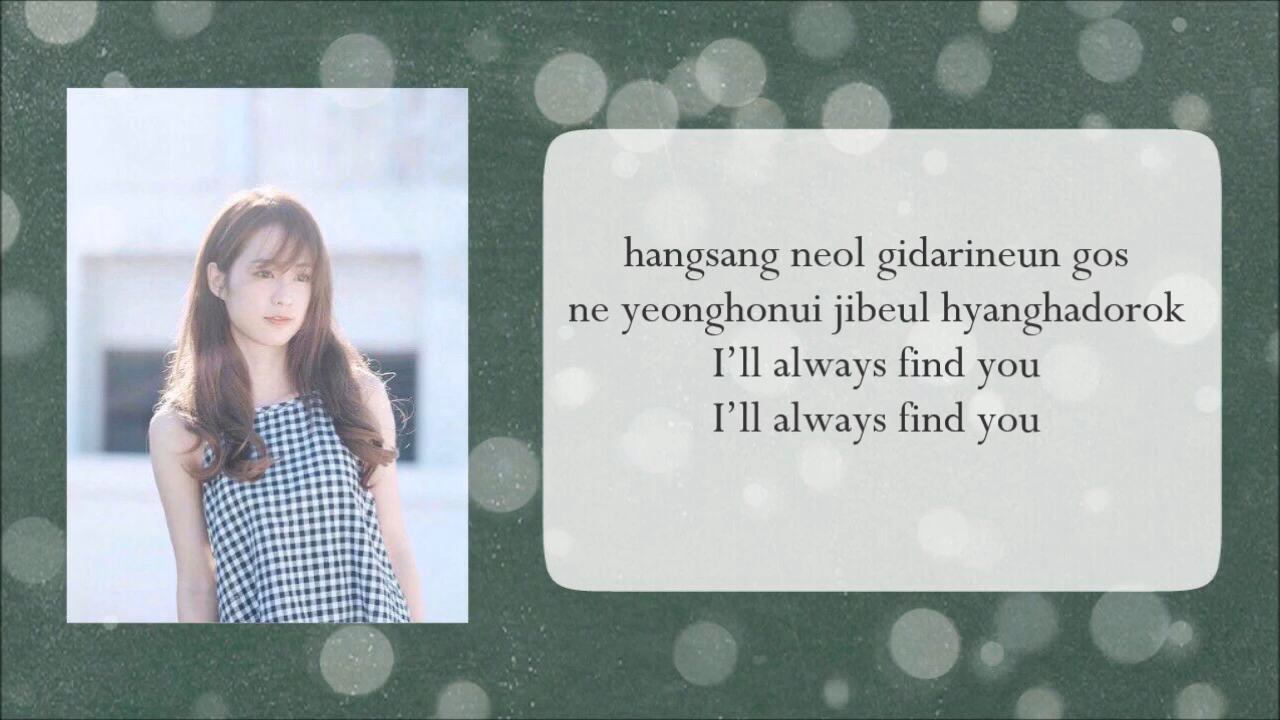 hangsang neol gidarineun gos
ne yeonghonui jibeul hyanghadorok
I’ll always find you
I’ll always find you